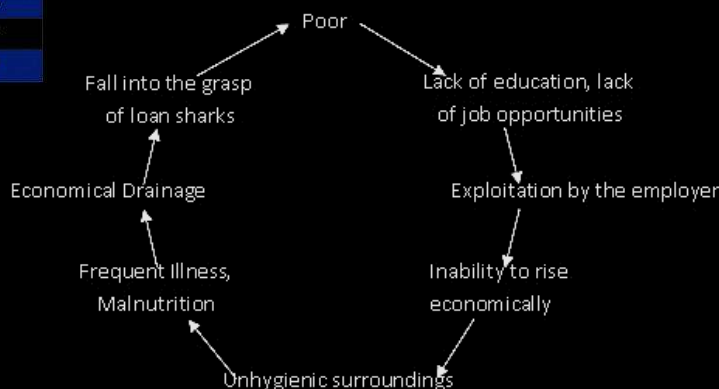 Poor
Lack of education, lack
of job opportunities
Exploitation by the employer
Inability to rise
economically
Unhygienic surroundings
Frequent Illness,
Malnutrition
Economical Drainage
Fall into the grasp
of loan sharks